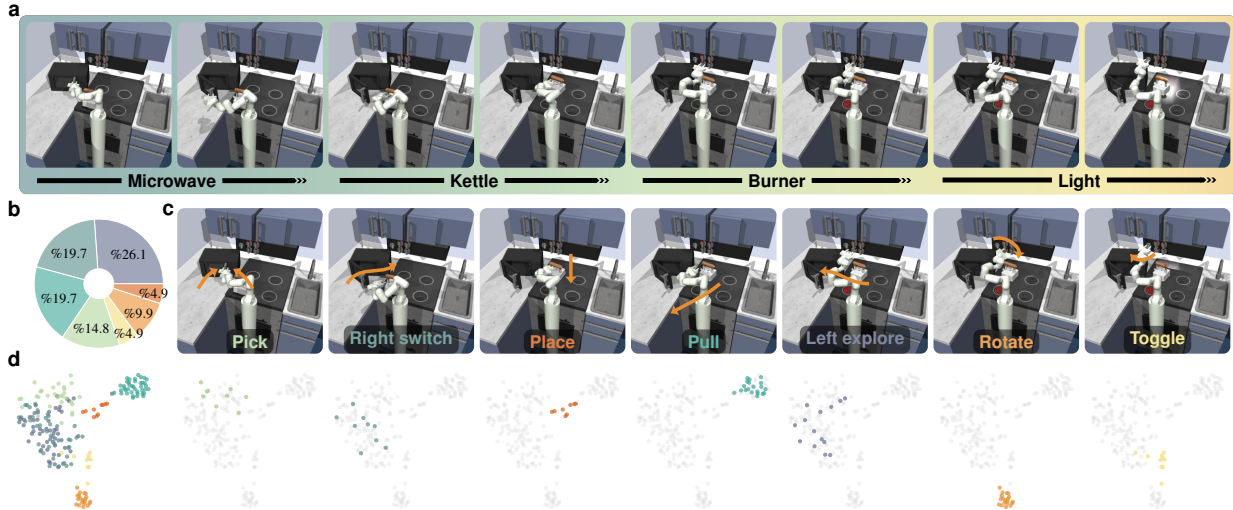 a
Microwave Kettle Burner Light
b
%19.7 %26.1
%19.7 %4.9
%9.9
%14.8 %4.9
c
Pick Right switch Place Pull Left explore Rotate Toggle
d